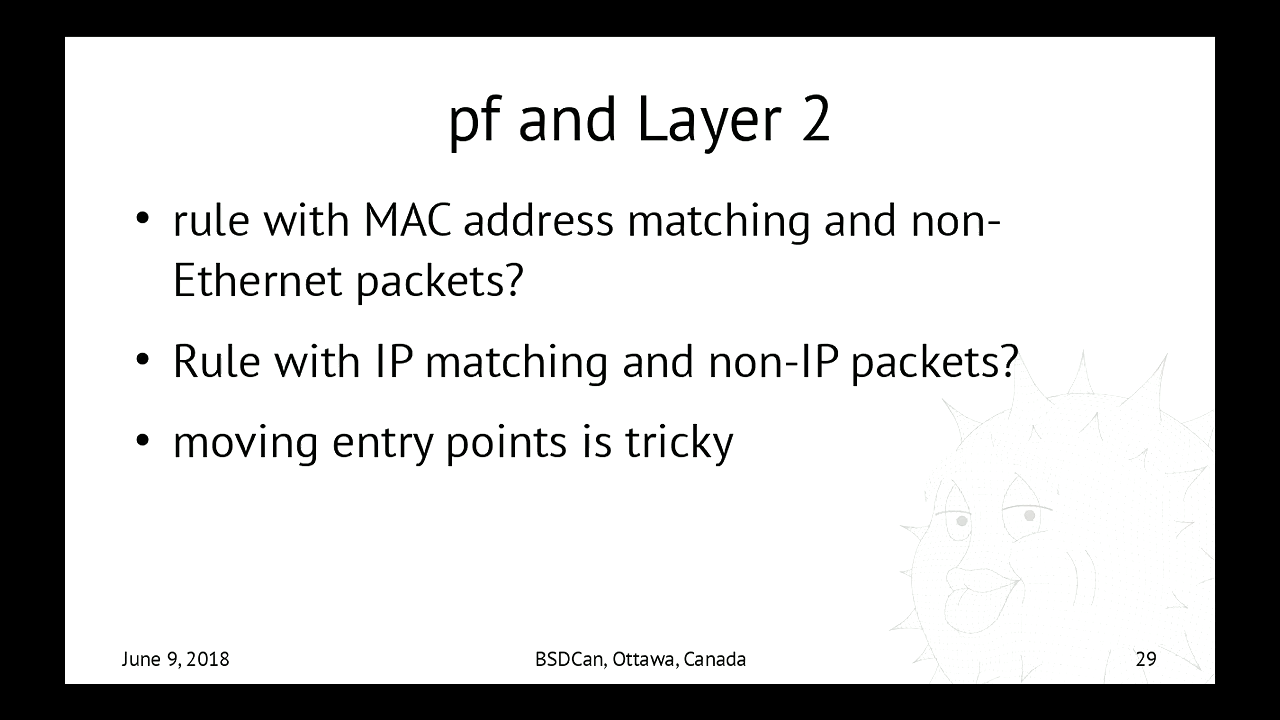 pf and Layer 2
• rule with MAC address matching and non-
Ethernet packets?
• Rule with IP matching and non-IP packets?
• moving entry points is tricky
June 9, 2018
BSDCan, Ottawa, Canada
29